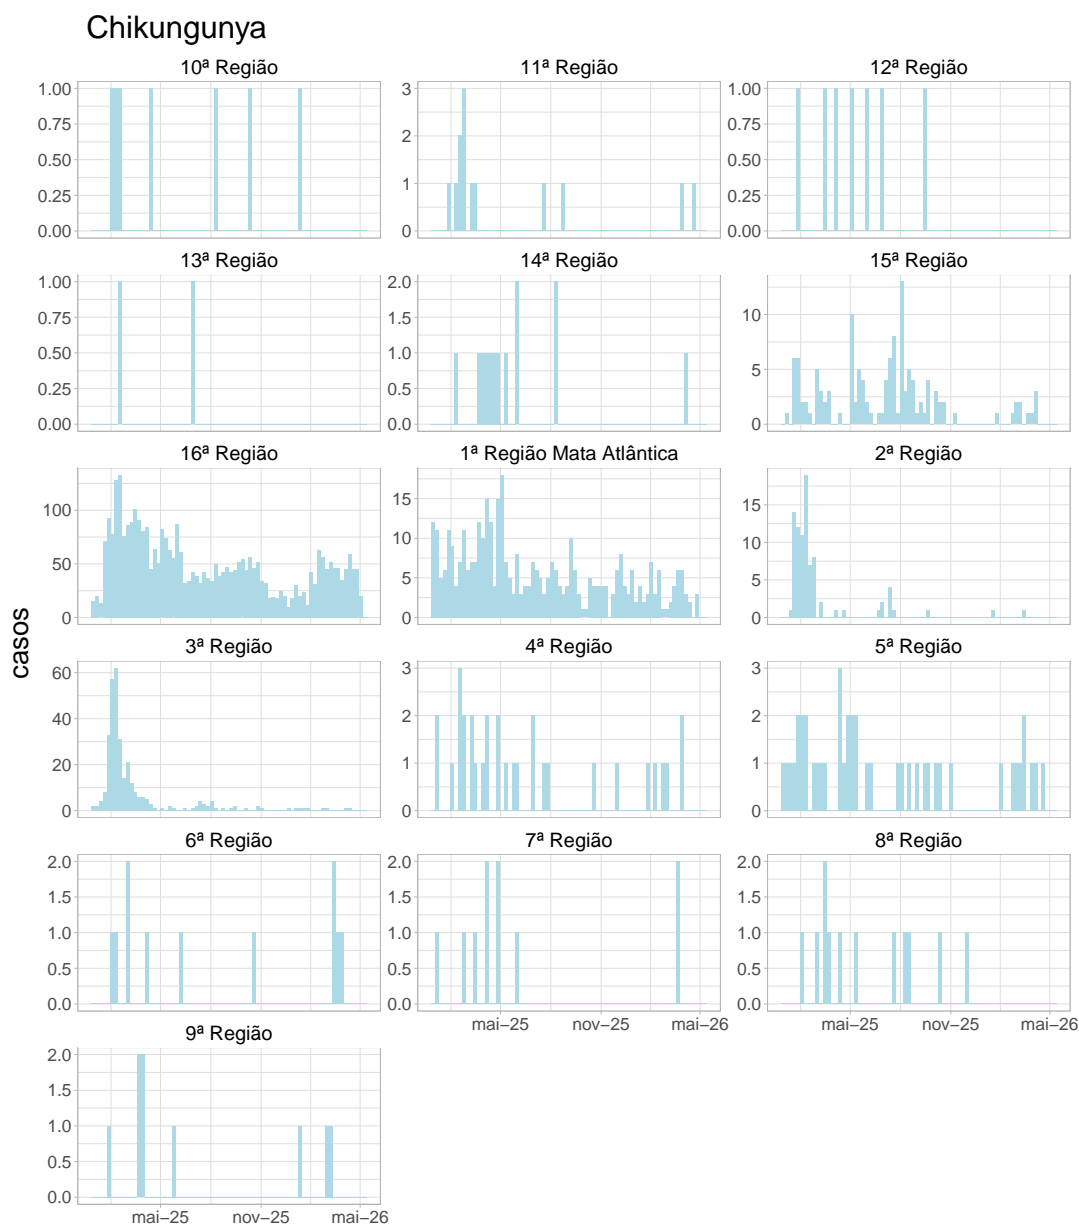 Chikungunya
10ª Região 11ª Região 12ª Região
1.00 3 1.00
0.75 0.75
2
0.50 0.50
1
0.25 0.25
0.00 0 0.00
13ª Região 14ª Região 15ª Região
1.00 2.0
0.75 1.5 10
0.50 1.0
5
0.25 0.5
0.00 0.0 0
16ª Região 1ª Região Mata Atlântica 2ª Região
15 15
100
10 10
50
5 5
0 0 0
casos
3ª Região 4ª Região 5ª Região
60 3 3
40 2 2
20 1 1
0 0 0
6ª Região 7ª Região 8ª Região
2.0 2.0 2.0
1.5 1.5 1.5
1.0 1.0 1.0
0.5 0.5 0.5
0.0 0.0 0.0
mai–25 nov–25 mai–26 mai–25 nov–25 mai–26
9ª Região
2.0
1.5
1.0
0.5
0.0
mai–25 nov–25 mai–26